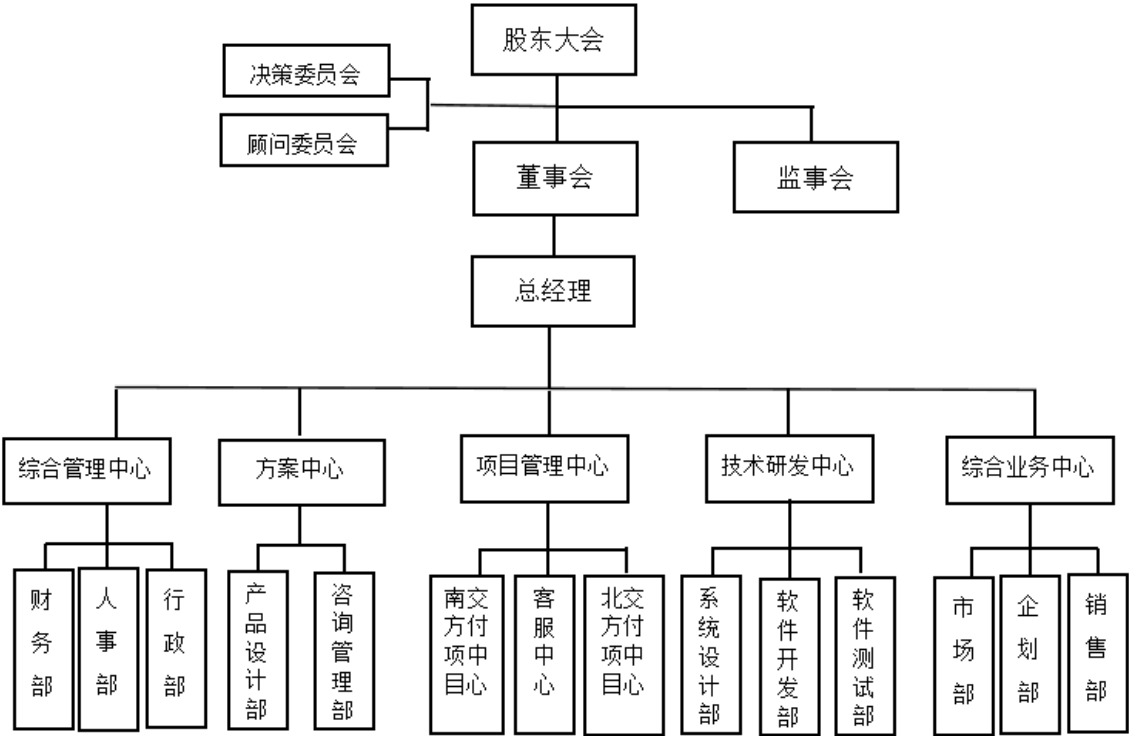 股东大会
决策委员会
顾问委员会
董事会
监事会
总经理
综合管理中心
方案中心
项目管理中心
技术研发中心
综合业务中心
财务部
人事部
行政部
产品设计部
咨询管理部
南方项目交付中心
客服中心
北方项目交付中心
系统设计部
软件开发部
软件测试部
市场部
企划部
销售部